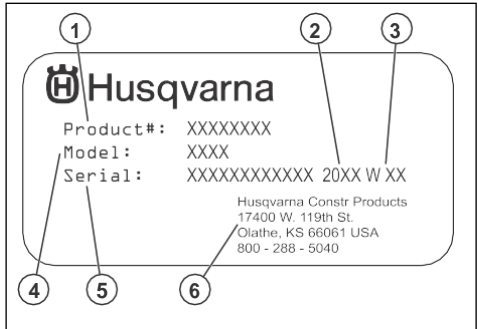 1 2 3
Husqvarna
Product#: XXXXXXXX
Model: XXXX
Serial: XXXXXXXXXXXX 20XX W XX
Husqvarna Constr Products
17400 W. 119th St.
Olathe, KS 66061 USA
800 - 288 - 5040
4 5 6